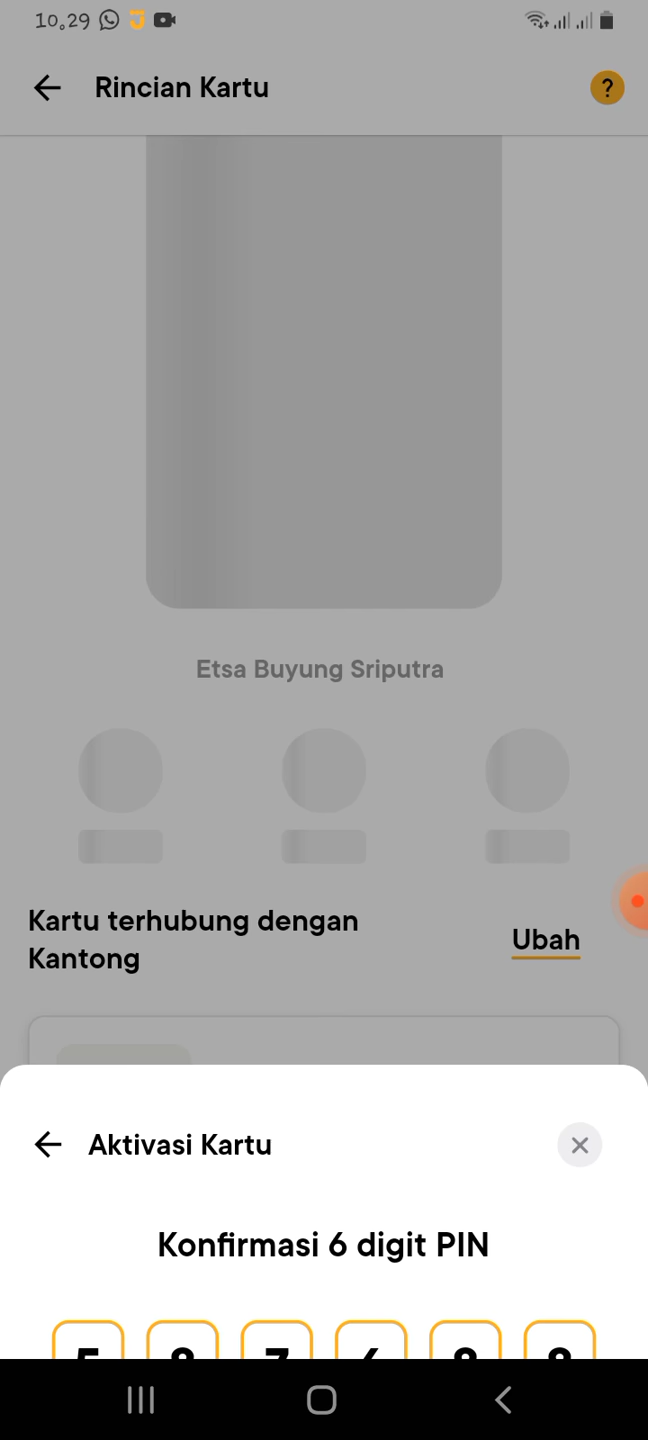 10.29
Rincian Kartu
?
Etsa Buyung Sriputra
Kartu terhubung dengan
Kantong
Ubah
Aktivasi Kartu
Konfirmasi 6 digit PIN